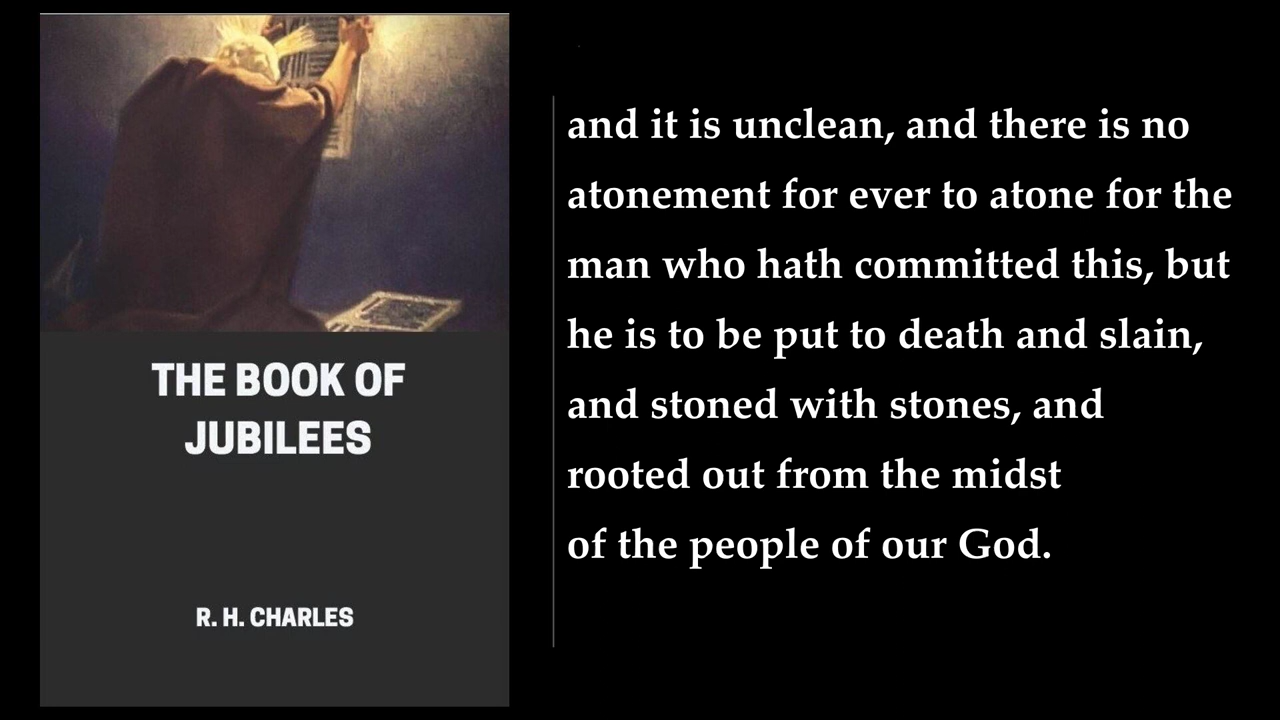 THE BOOK OF
JUBILEES
R. H. CHARLES
and it is unclean, and there is no
atonement for ever to atone for the
man who hath committed this, but
he is to be put to death and slain,
and stoned with stones, and
rooted out from the midst
of the people of our God.